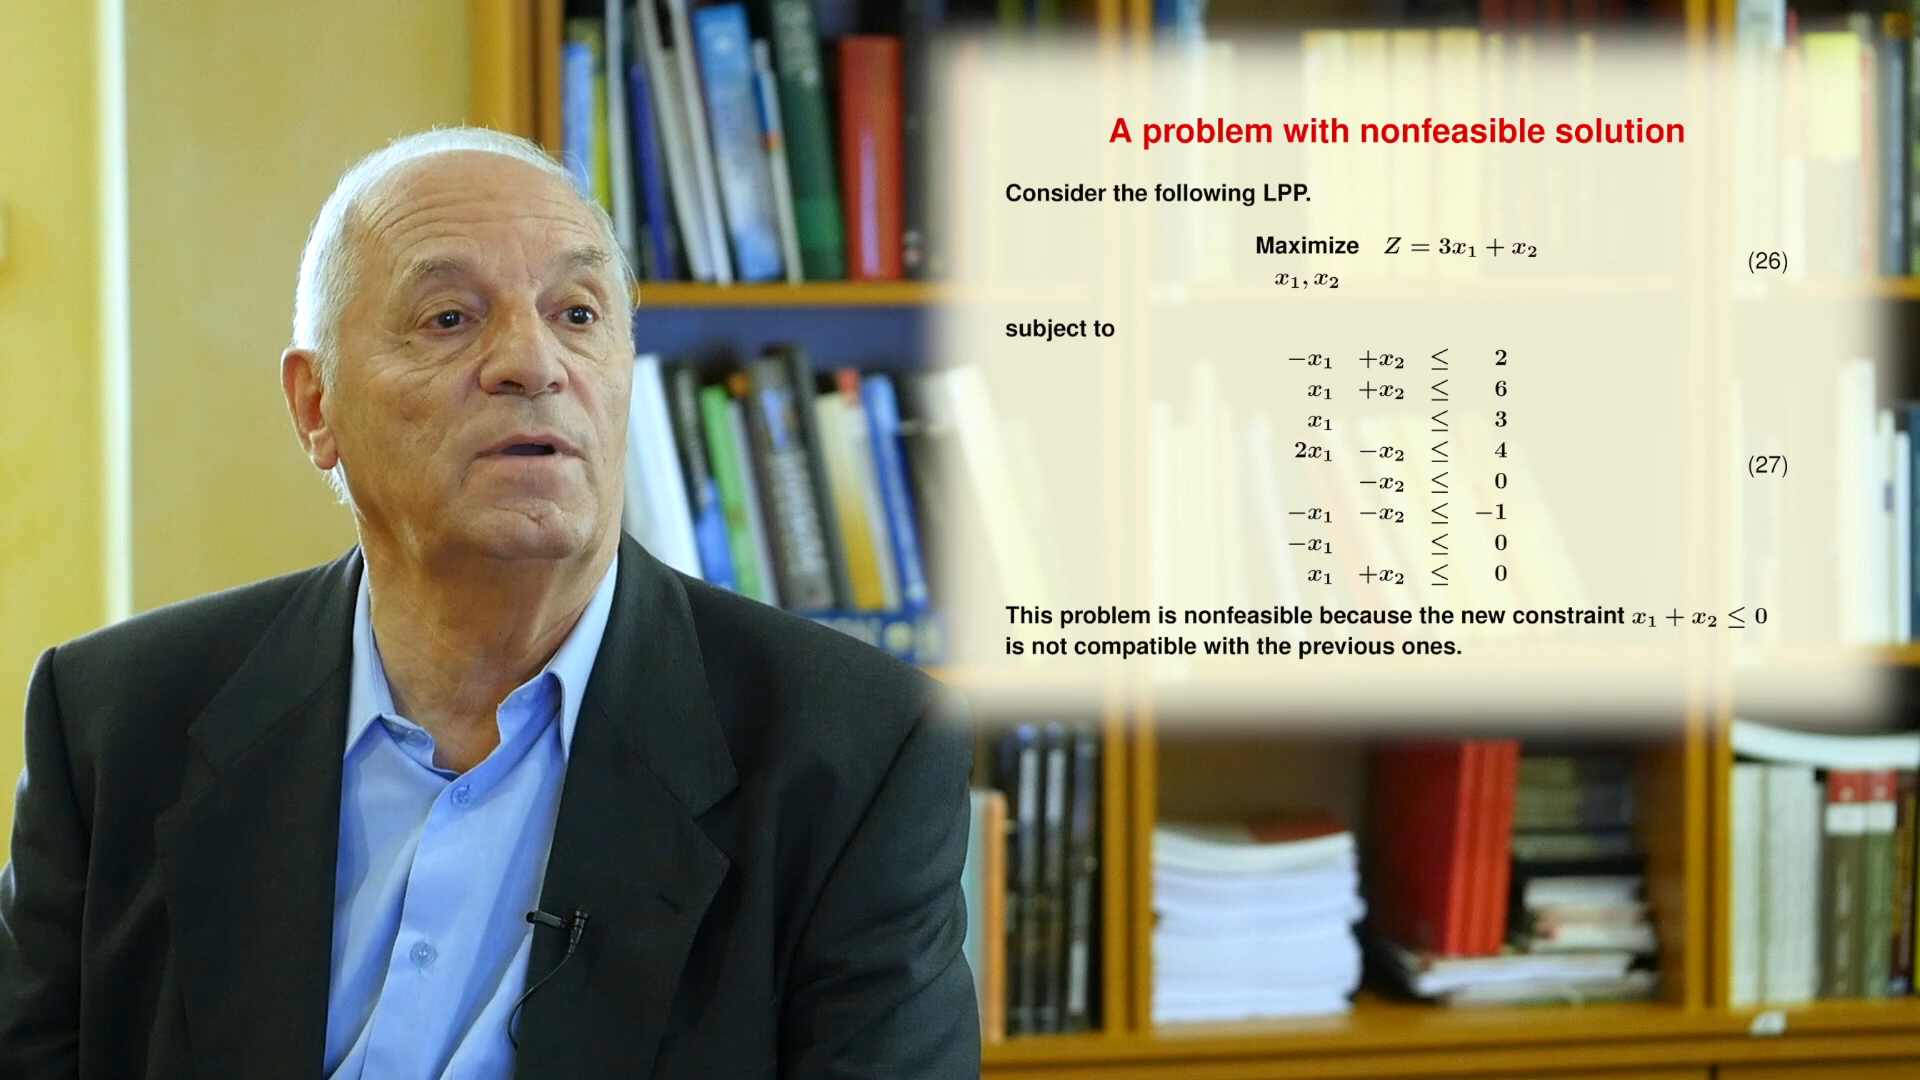 A problem with nonfeasible solution
Consider the following LPP.
Maximize Z = 3x₁ + x₂
x₁, x₂
(26)
subject to
−x₁ +x₂ ≤ 2
x₁ +x₂ ≤ 6
x₁ ≤ 3
2x₁ −x₂ ≤ 4
−x₂ ≤ 0
−x₁ −x₂ ≤ −1
−x₁ ≤ 0
x₁ +x₂ ≤ 0
(27)
This problem is nonfeasible because the new constraint x₁ + x₂ ≤ 0
is not compatible with the previous ones.